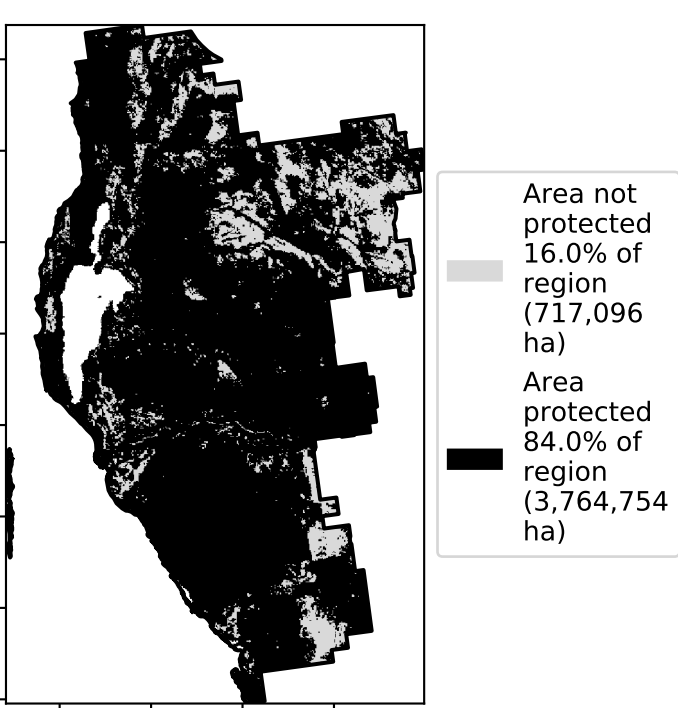 Area not
protected
16.0% of
region
(717,096
ha)
Area
protected
84.0% of
region
(3,764,754
ha)